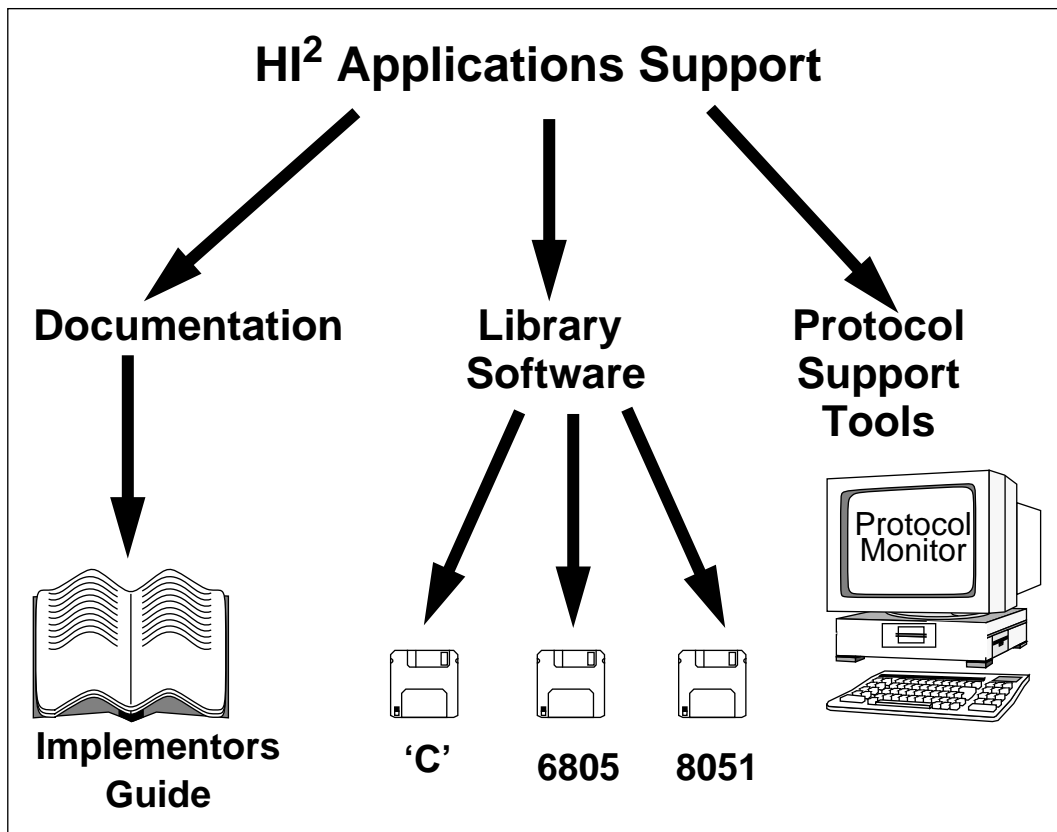 HI² Applications Support
Documentation
Library
Software
Protocol
Support
Tools
Protocol
Monitor
Implementors
Guide
‘C’
6805
8051